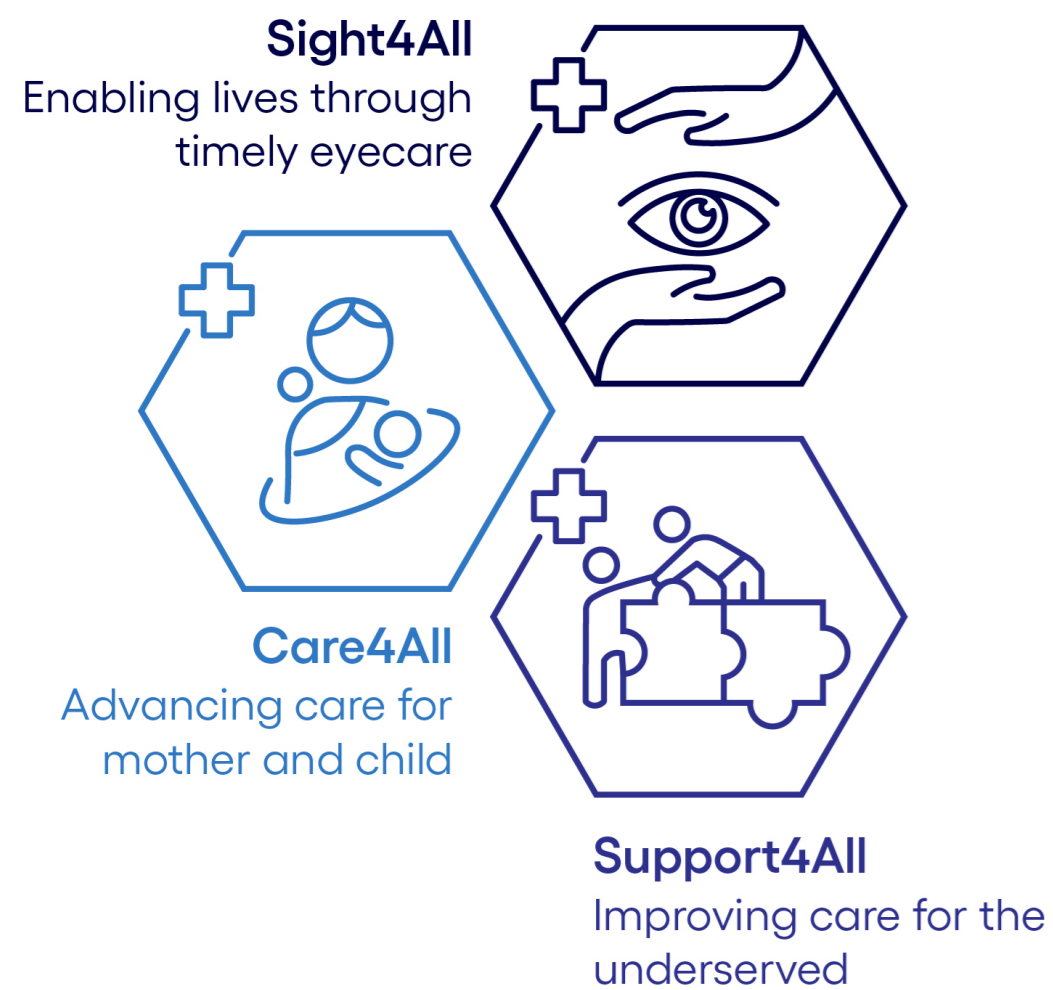 Sight4All
Enabling lives through
timely eyecare
Care4All
Advancing care for
mother and child
Support4All
Improving care for the
underserved